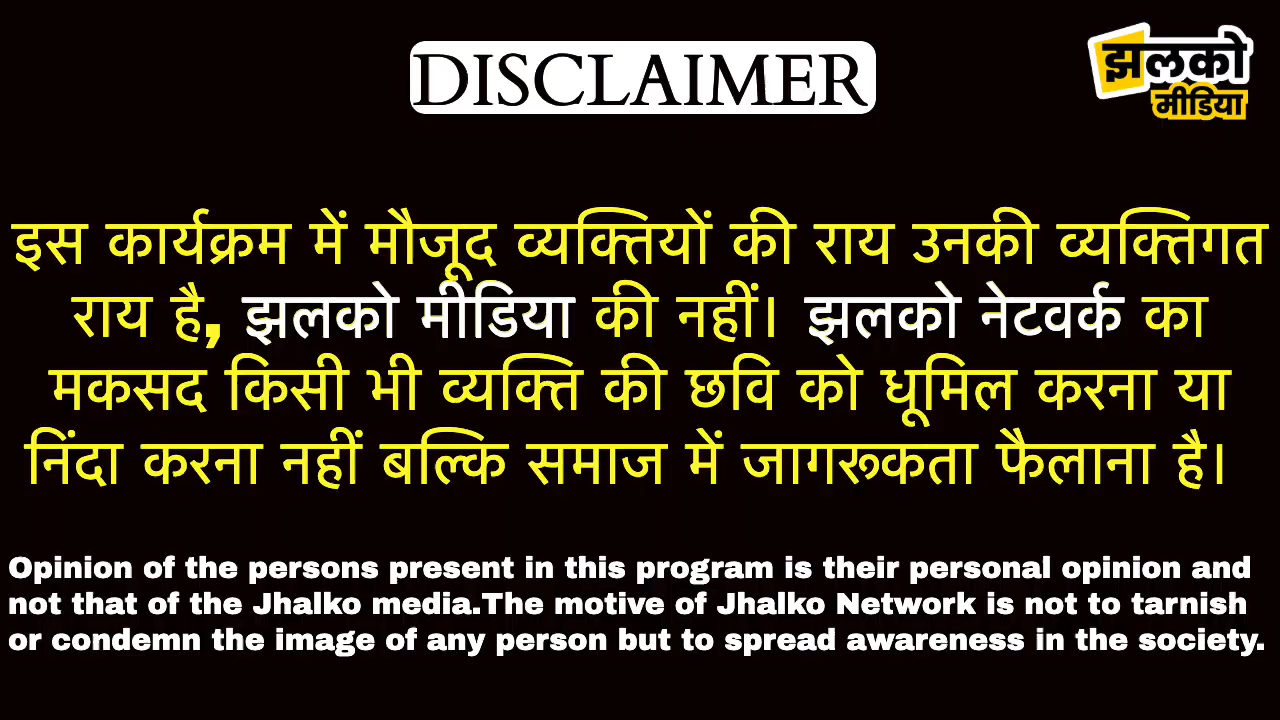 DISCLAIMER
झलको
मीडिया
इस कार्यक्रम में मौजूद व्यक्तियों की राय उनकी व्यक्तिगत
राय है, झलको मीडिया की नहीं। झलको नेटवर्क का
मकसद किसी भी व्यक्ति की छवि को धूमिल करना या
निंदा करना नहीं बल्कि समाज में जागरूकता फैलाना है।
Opinion of the persons present in this program is their personal opinion and
not that of the Jhalko media.The motive of Jhalko Network is not to tarnish
or condemn the image of any person but to spread awareness in the society.